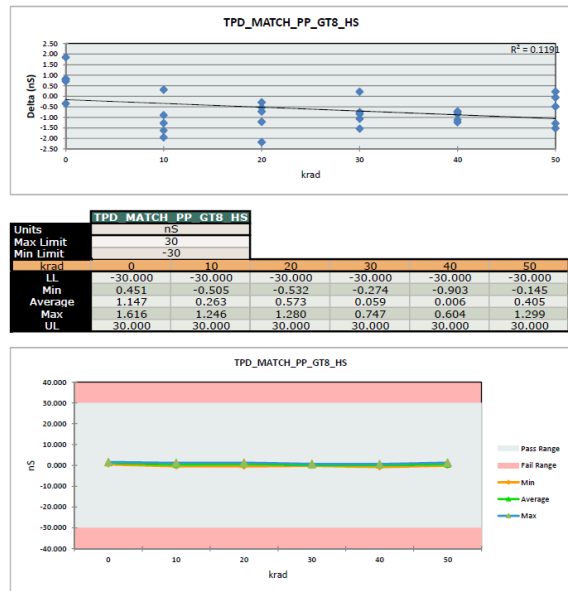 TPD_MATCH_PP_GT8_HS
R² = 0.1191
2.50
2.00
1.50
1.00
0.50
0.00
-0.50
-1.00
-1.50
-2.00
-2.50
Delta (nS)
0 10 20 30 40 50
krad
TPD_MATCH_PP_GT8_HS
Units nS
Max Limit 30
Min Limit -30
krad 0 10 20 30 40 50
LL -30.000 -30.000 -30.000 -30.000 -30.000 -30.000
Min 0.451 -0.505 -0.532 -0.274 -0.903 -0.145
Average 1.147 0.263 0.573 0.059 0.006 0.405
Max 1.616 1.246 1.280 0.747 0.604 1.299
UL 30.000 30.000 30.000 30.000 30.000 30.000
TPD_MATCH_PP_GT8_HS
40.000
30.000
20.000
10.000
0.000
-10.000
-20.000
-30.000
-40.000
nS
0 10 20 30 40 50
krad
Pass Range
Fail Range
Min
Average
Max